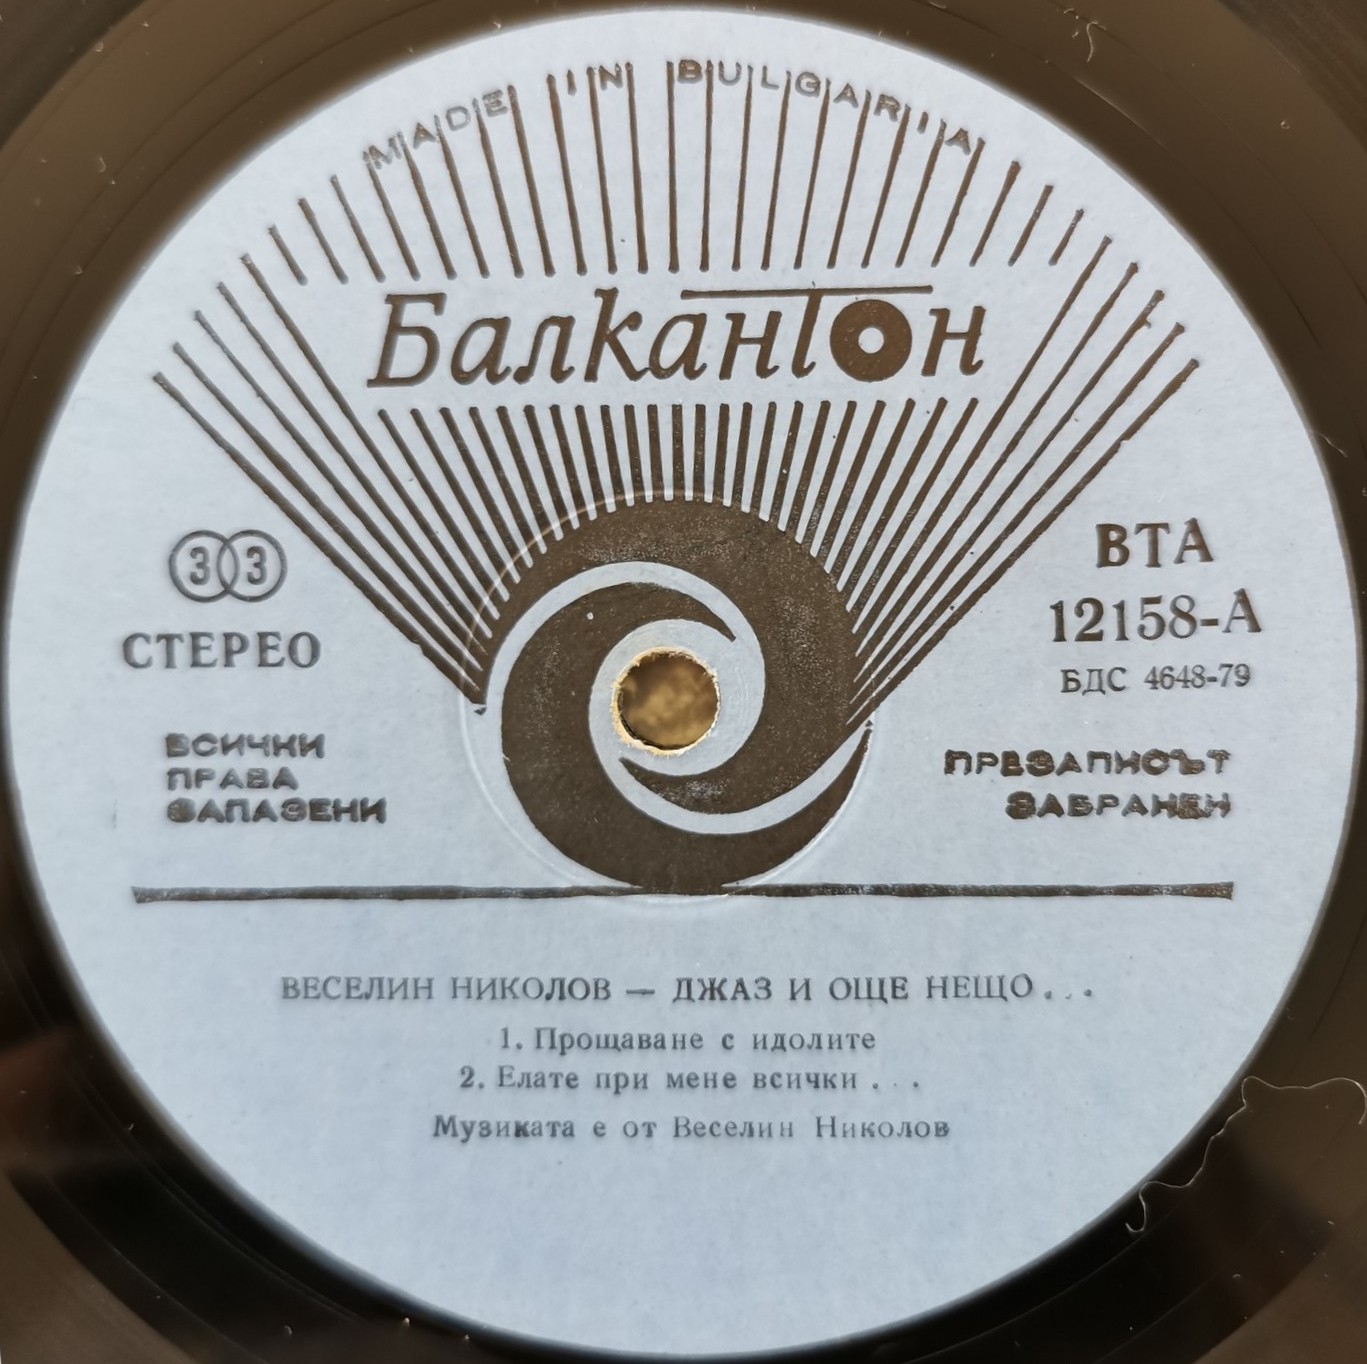 MADE IN BULGARIA
Балкантон
33
СТЕРЕО
ВСИЧКИ
ПРАВА
ЗАПАЗЕНИ
ВТА
12158-А
БДС 4648-79
ПРЕЗАПИСЪТ
ЗАБРАНЕН
ВЕСЕЛИН НИКОЛОВ — ДЖАЗ И ОЩЕ НЕЩО...
1. Прощаване с идолите
2. Елате при мене всички...
Музиката е от Веселин Николов